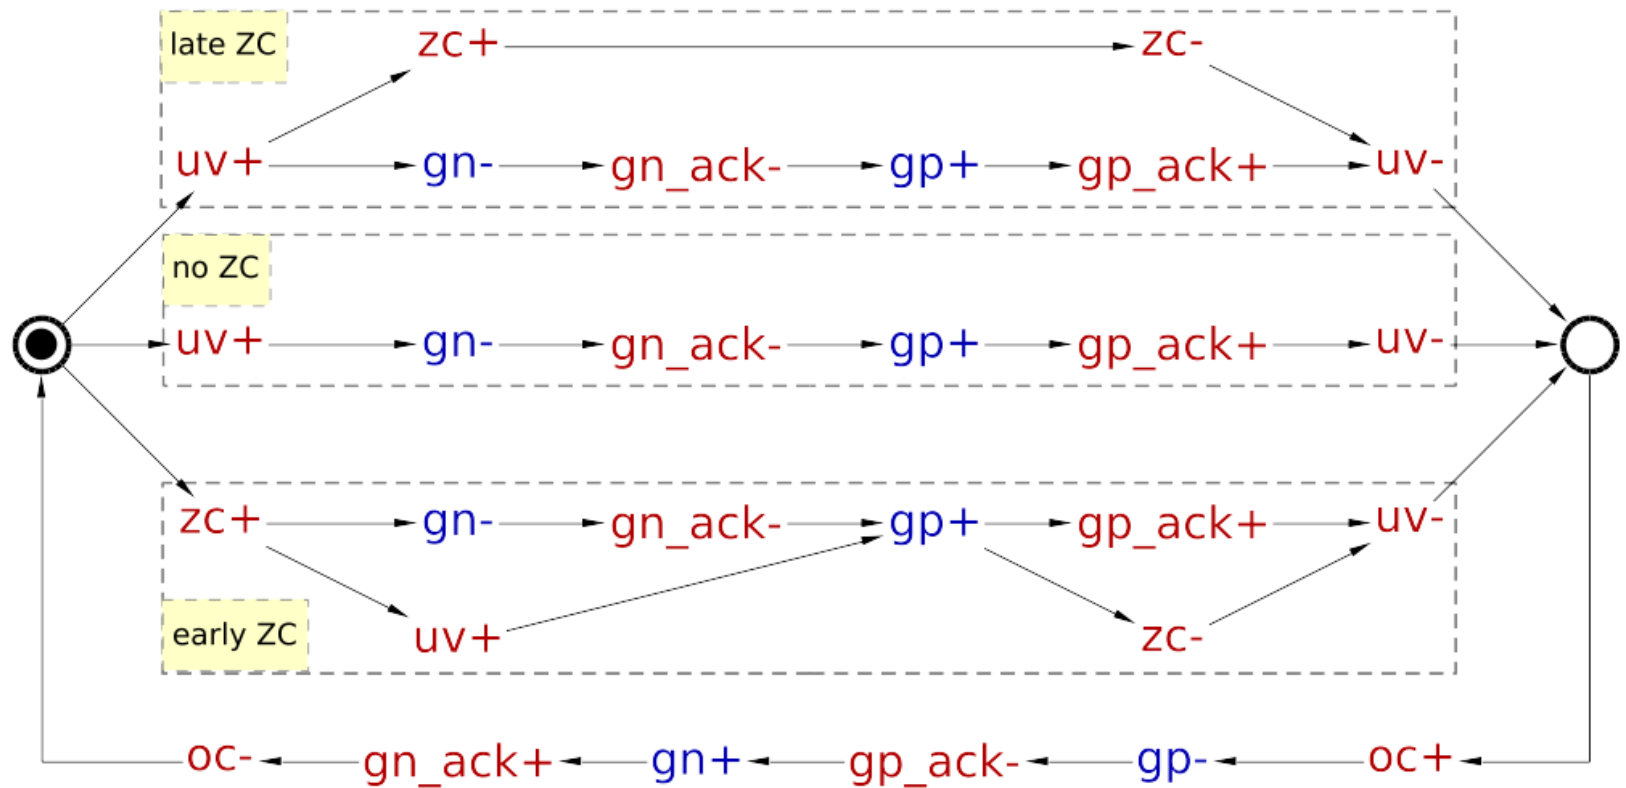 late ZC
zc+ zc-
uv+ gn- gn_ack- gp+ gp_ack+ uv-
no ZC
uv+ gn- gn_ack- gp+ gp_ack+ uv-
zc+ gn- gn_ack- gp+ gp_ack+ uv-
early ZC
uv+ zc-
oc- gn_ack+ gn+ gp_ack- gp- oc+